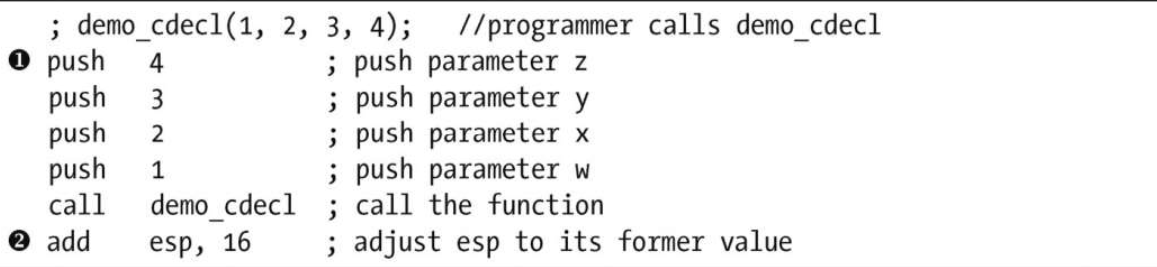 ; demo_cdecl(1, 2, 3, 4);   //programmer calls demo_cdecl
❶ push   4            ; push parameter z
push   3            ; push parameter y
push   2            ; push parameter x
push   1            ; push parameter w
call   demo_cdecl  ; call the function
❷ add    esp, 16      ; adjust esp to its former value